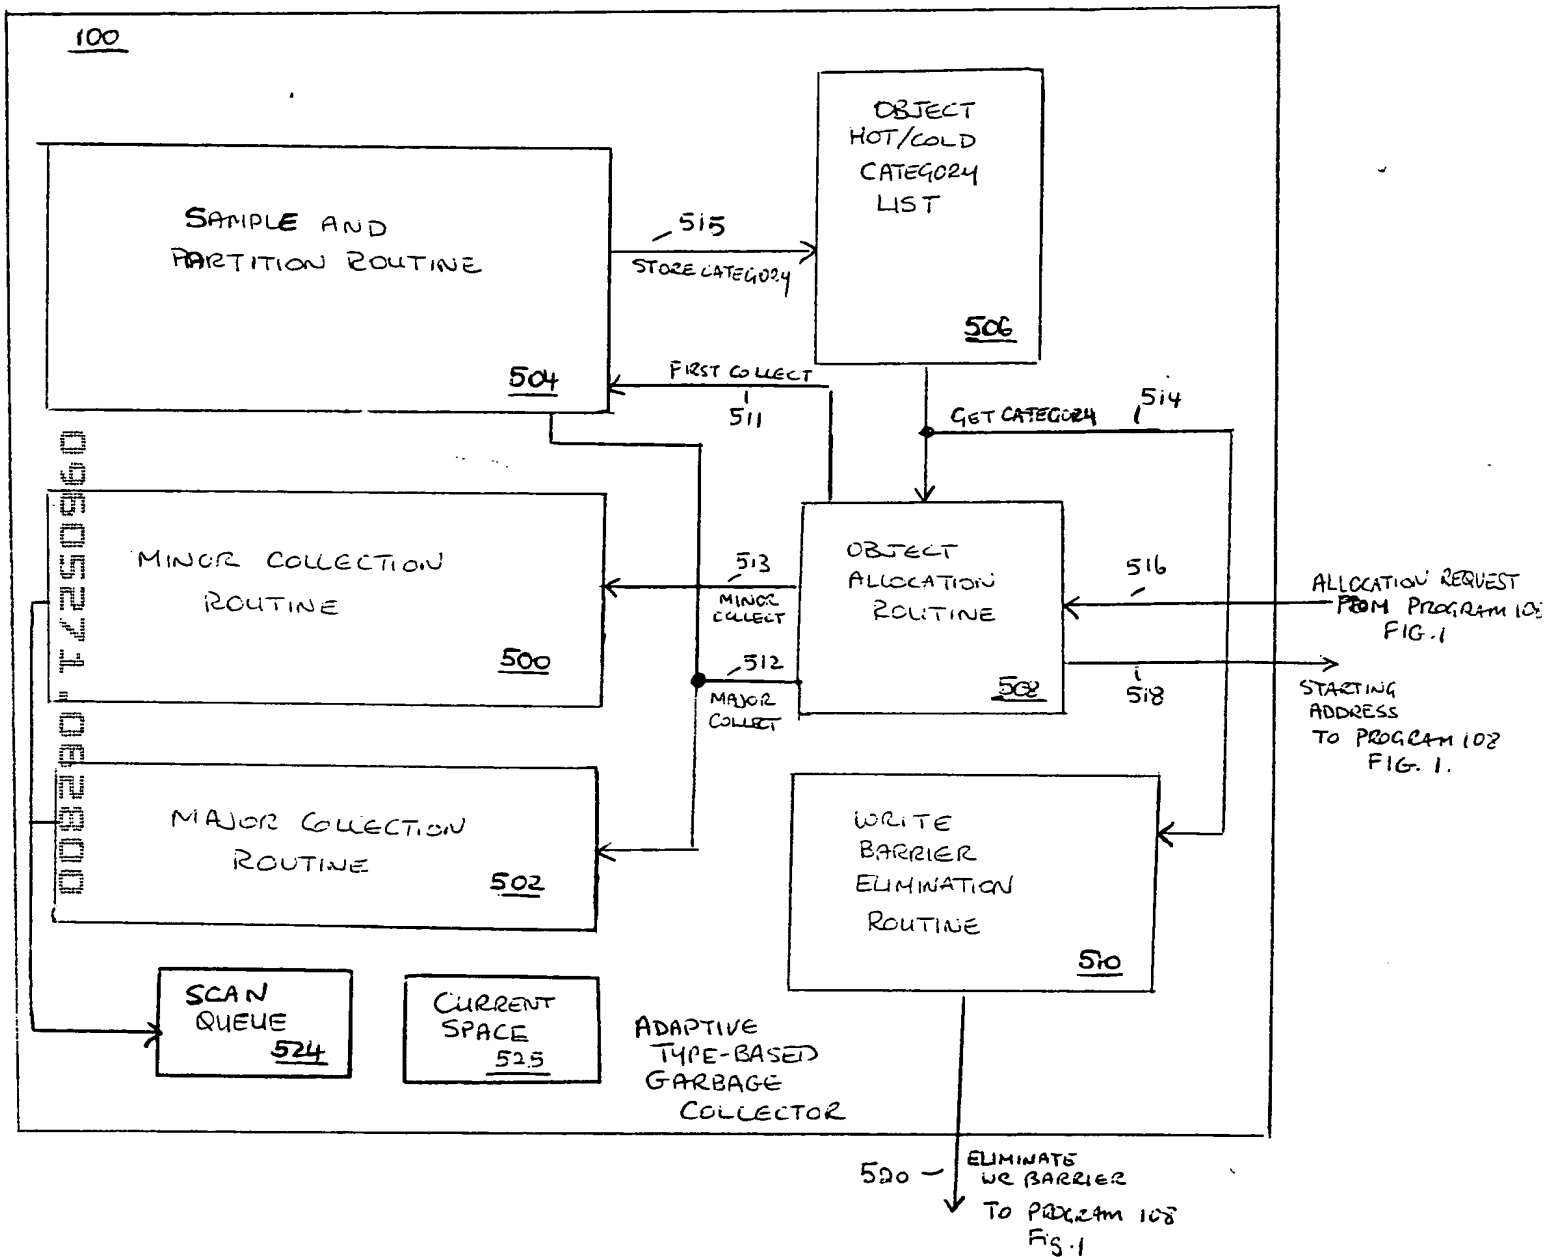 100
OBJECT
HOT/COLD
CATEGORY
LIST
506
SAMPLE AND
PARTITION ROUTINE
504
515
STORE CATEGORY
FIRST COLLECT
511
GET CATEGORY
514
09605271.062800
MINOR COLLECTION
ROUTINE
500
513
MINOR
COLLECT
512
MAJOR
COLLECT
OBJECT
ALLOCATION
ROUTINE
508
516
518
ALLOCATION REQUEST
FROM PROGRAM 108
FIG.1
STARTING
ADDRESS
TO PROGRAM 108
FIG. 1.
MAJOR COLLECTION
ROUTINE
502
WRITE
BARRIER
ELIMINATION
ROUTINE
510
SCAN
QUEUE
524
CURRENT
SPACE
525
ADAPTIVE
TYPE-BASED
GARBAGE
COLLECTOR
520
ELIMINATE
WR BARRIER
TO PROGRAM 108
Fig.1